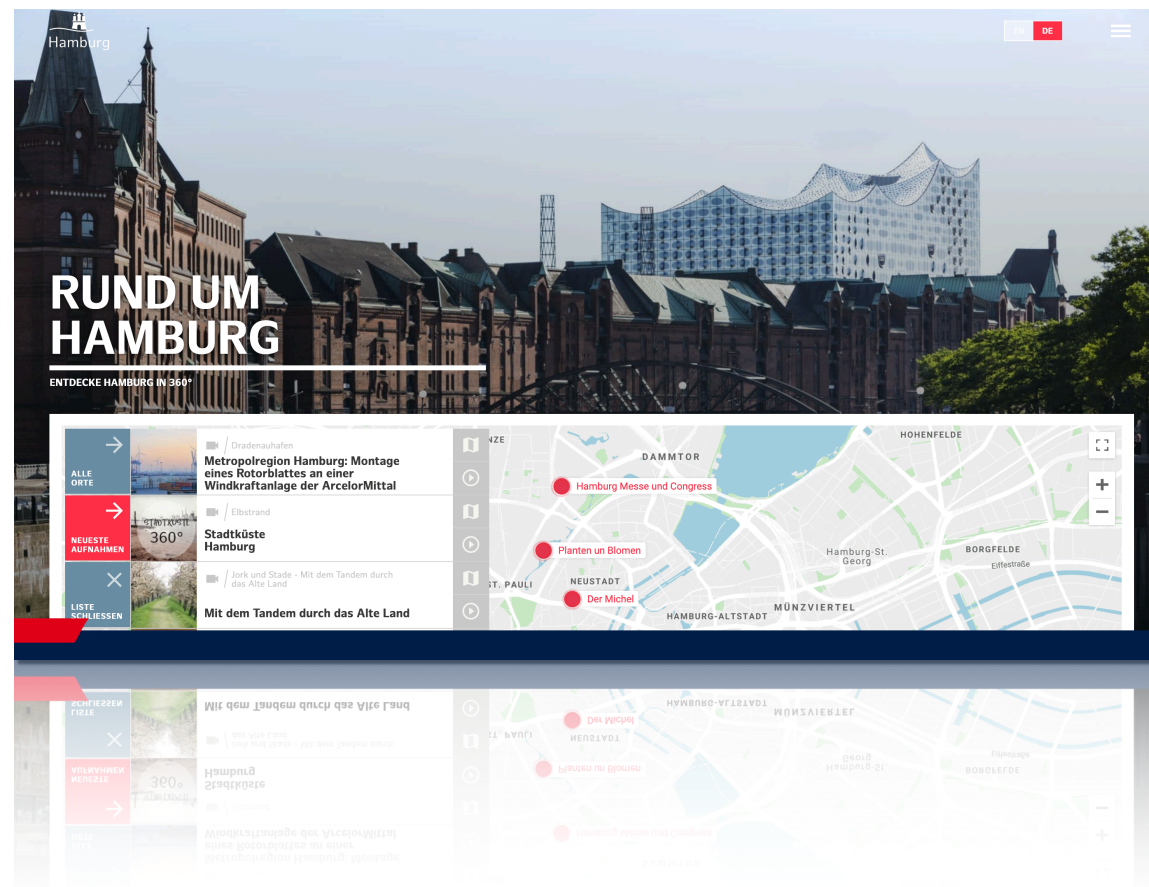 Hamburg
EN DE
RUND UM
HAMBURG
ENTDECKE HAMBURG IN 360°
ALLE
ORTE
Dradenauhafen
Metropolregion Hamburg: Montage
eines Rotorblattes an einer
Windkraftanlage der ArcelorMittal
NEUESTE
AUFNAHMEN
360°
Elbstrand
Stadtküste
Hamburg
LISTE
SCHLIESSEN
Jork und Stade - Mit dem Tandem durch
das Alte Land
Mit dem Tandem durch das Alte Land
NZE
DAMMTOR
HOHENFELDE
Hamburg Messe und Congress
Planten un Blomen
Hamburg-St.
Georg
BORGFELDE
Eiffestraße
ST. PAULI
NEUSTADT
Der Michel
MÜNZVIERTEL
HAMBURG-ALTSTADT